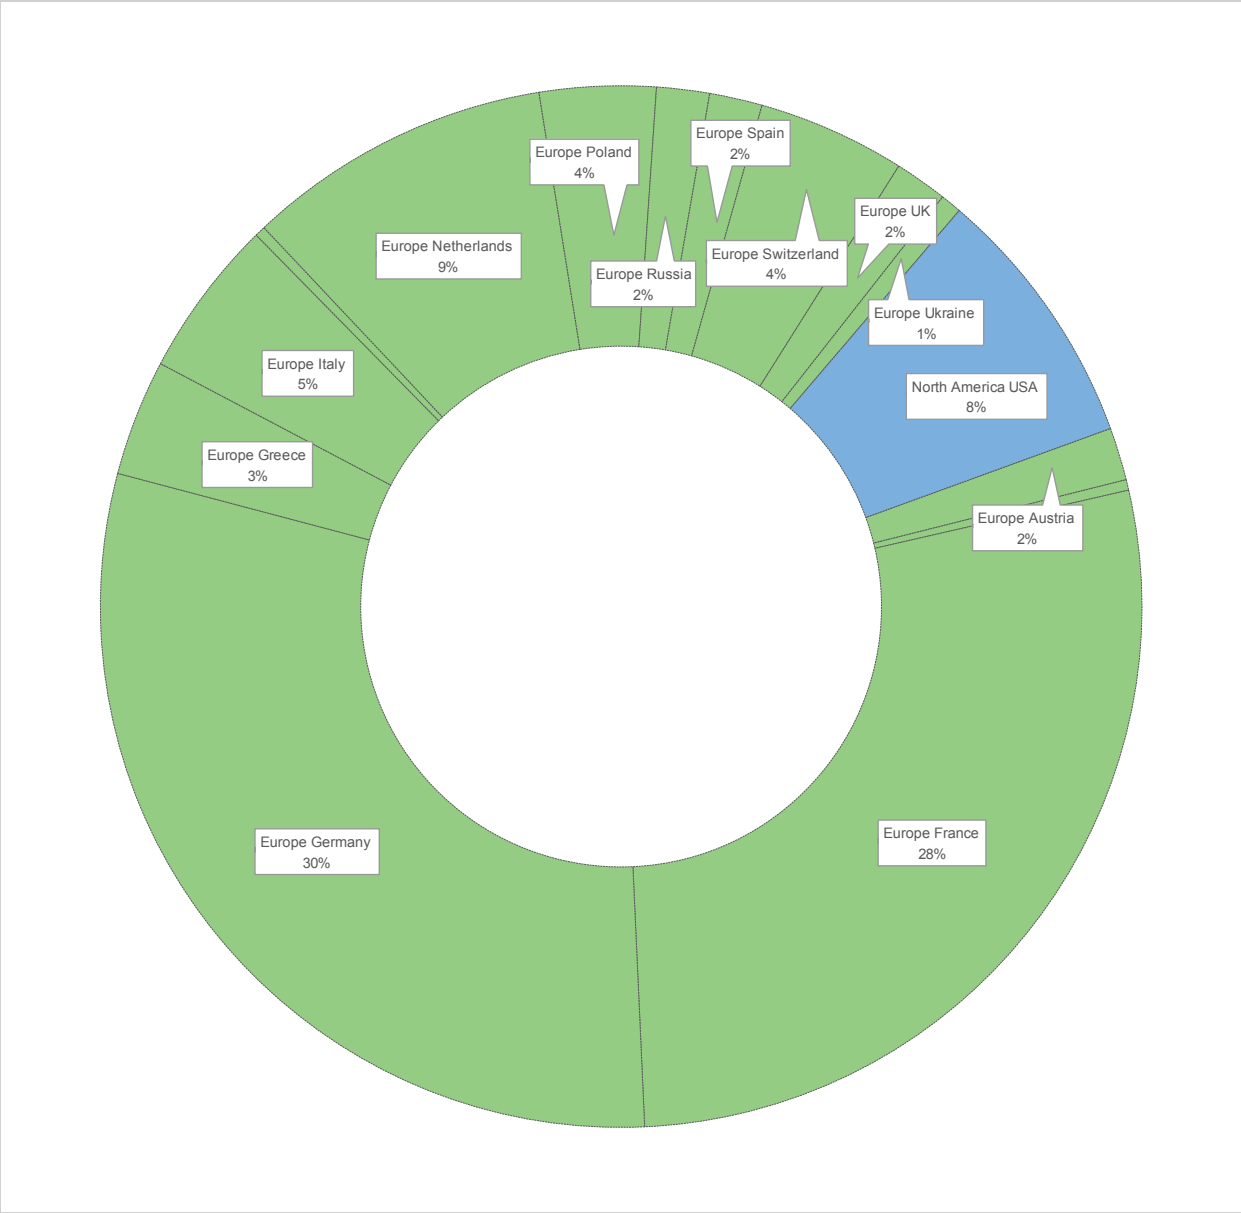 Europe Spain
2%
Europe Poland
4%
Europe UK
2%
Europe Netherlands
9%
Europe Switzerland
4%
Europe Russia
2%
Europe Ukraine
1%
Europe Italy
5%
North America USA
8%
Europe Greece
3%
Europe Austria
2%
Europe France
28%
Europe Germany
30%